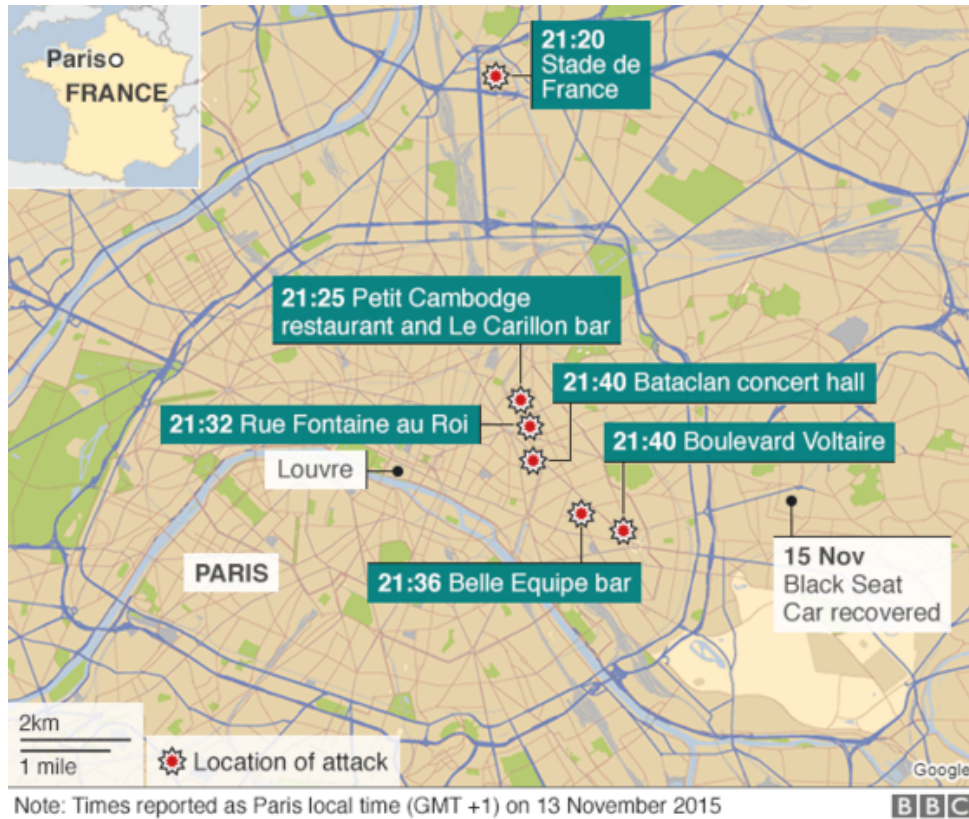 Paris
FRANCE
21:20
Stade de
France
21:25 Petit Cambodge
restaurant and Le Carillon bar
21:40 Bataclan concert hall
21:32 Rue Fontaine au Roi
21:40 Boulevard Voltaire
Louvre
PARIS
21:36 Belle Equipe bar
15 Nov
Black Seat
Car recovered
2km
1 mile
Location of attack
Google
Note: Times reported as Paris local time (GMT +1) on 13 November 2015
BBC